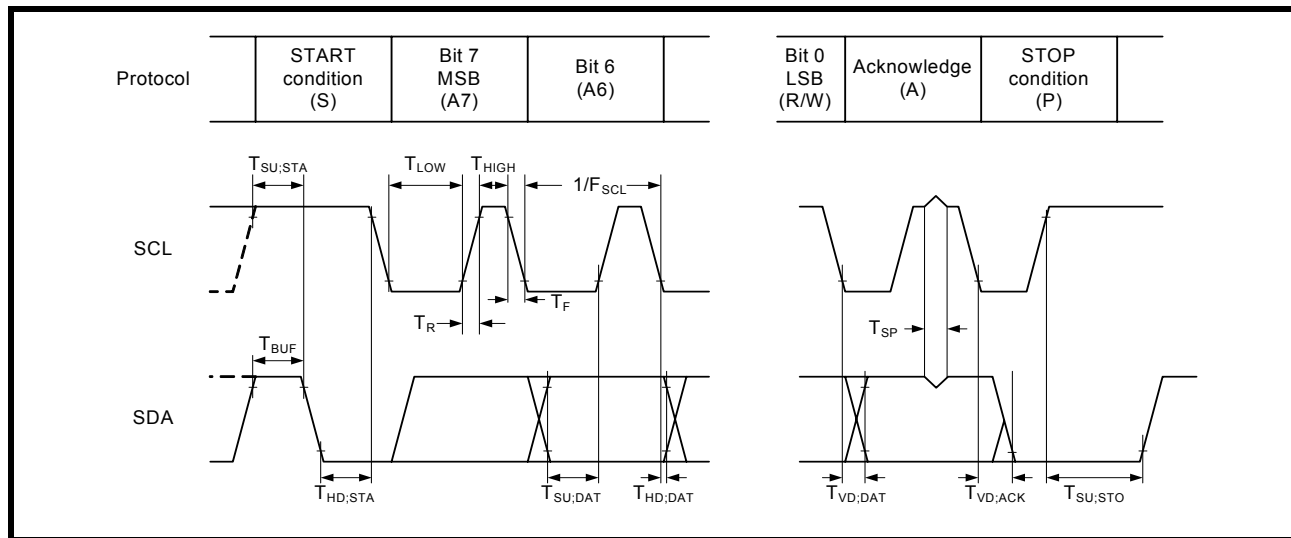 Protocol
START
condition
(S)
Bit 7
MSB
(A7)
Bit 6
(A6)
Bit 0
LSB
(R/W)
Acknowledge
(A)
STOP
condition
(P)
TSU;STA
TLOW
THIGH
1/FSCL
SCL
TF
TR
TSP
TBUF
SDA
THD;STA
TSU;DAT
THD;DAT
TVD;DAT
TVD;ACK
TSU;STO